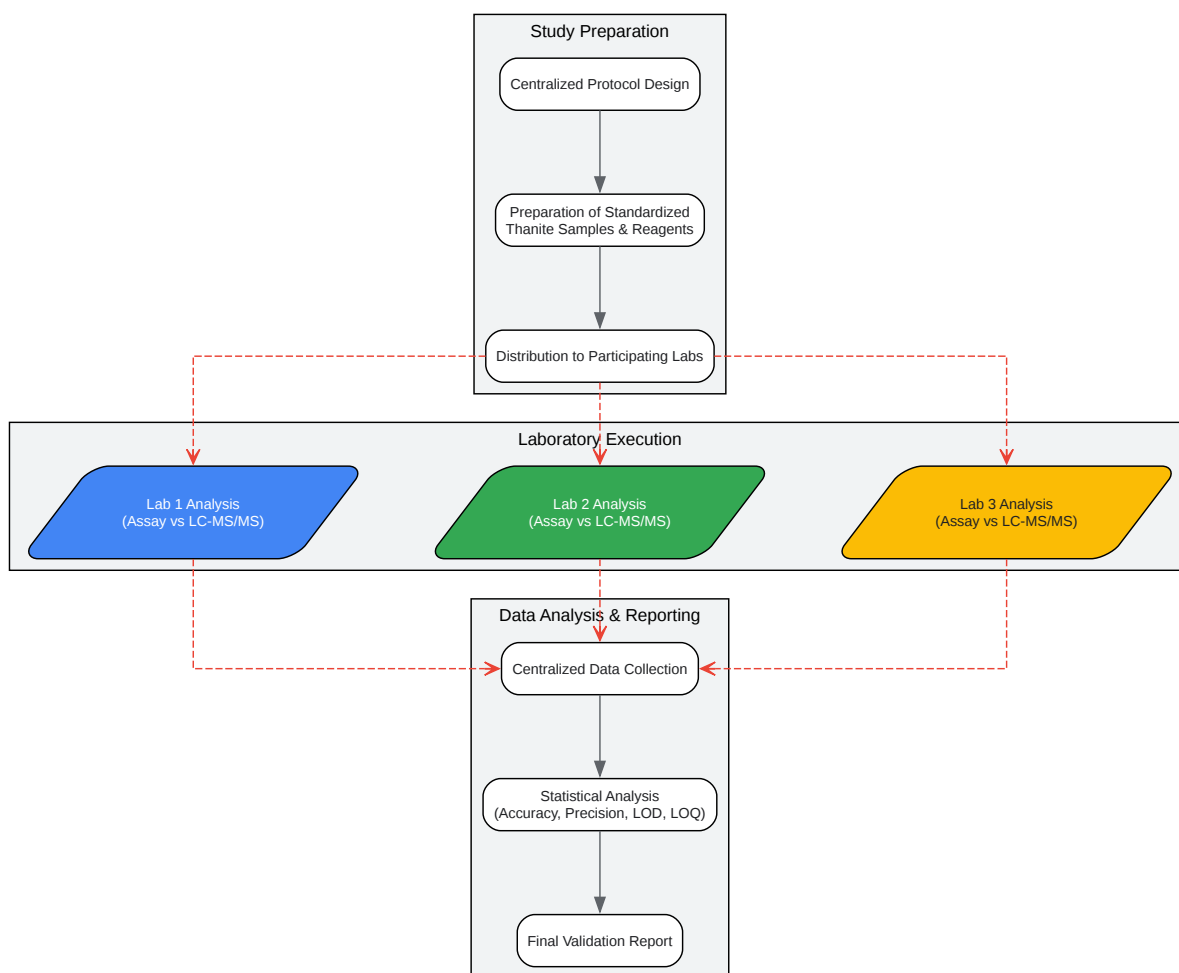 Study Preparation
Centralized Protocol Design
Preparation of Standardized
Thanite Samples & Reagents
Distribution to Participating Labs
Laboratory Execution
Lab 1 Analysis
(Assay vs LC-MS/MS)
Lab 2 Analysis
(Assay vs LC-MS/MS)
Lab 3 Analysis
(Assay vs LC-MS/MS)
Data Analysis & Reporting
Centralized Data Collection
Statistical Analysis
(Accuracy, Precision, LOD, LOQ)
Final Validation Report